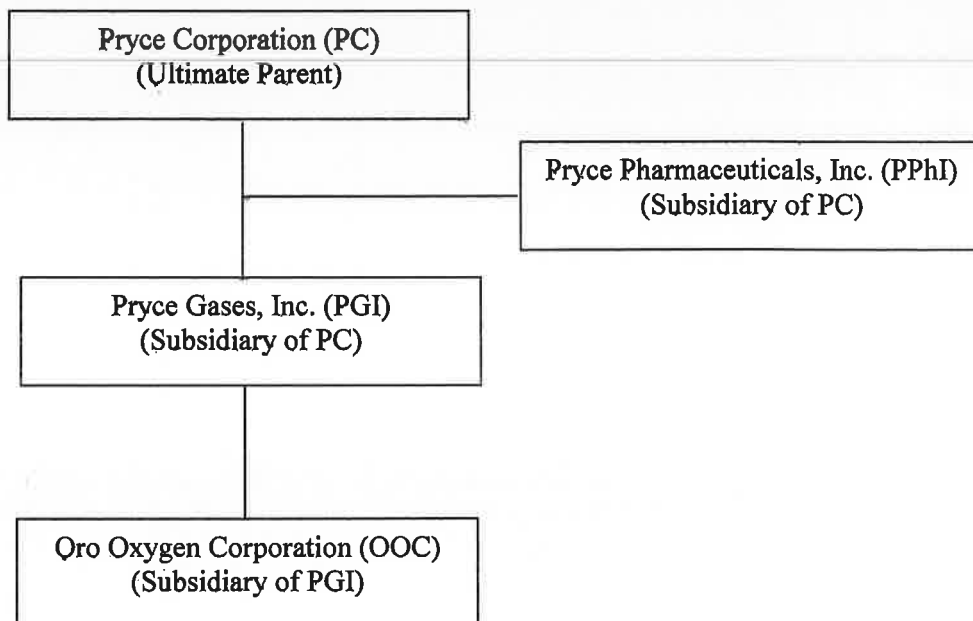 Pryce Corporation (PC)
(Ultimate Parent)
Pryce Pharmaceuticals, Inc. (PPhI)
(Subsidiary of PC)
Pryce Gases, Inc. (PGI)
(Subsidiary of PC)
Oro Oxygen Corporation (OOC)
(Subsidiary of PGI)